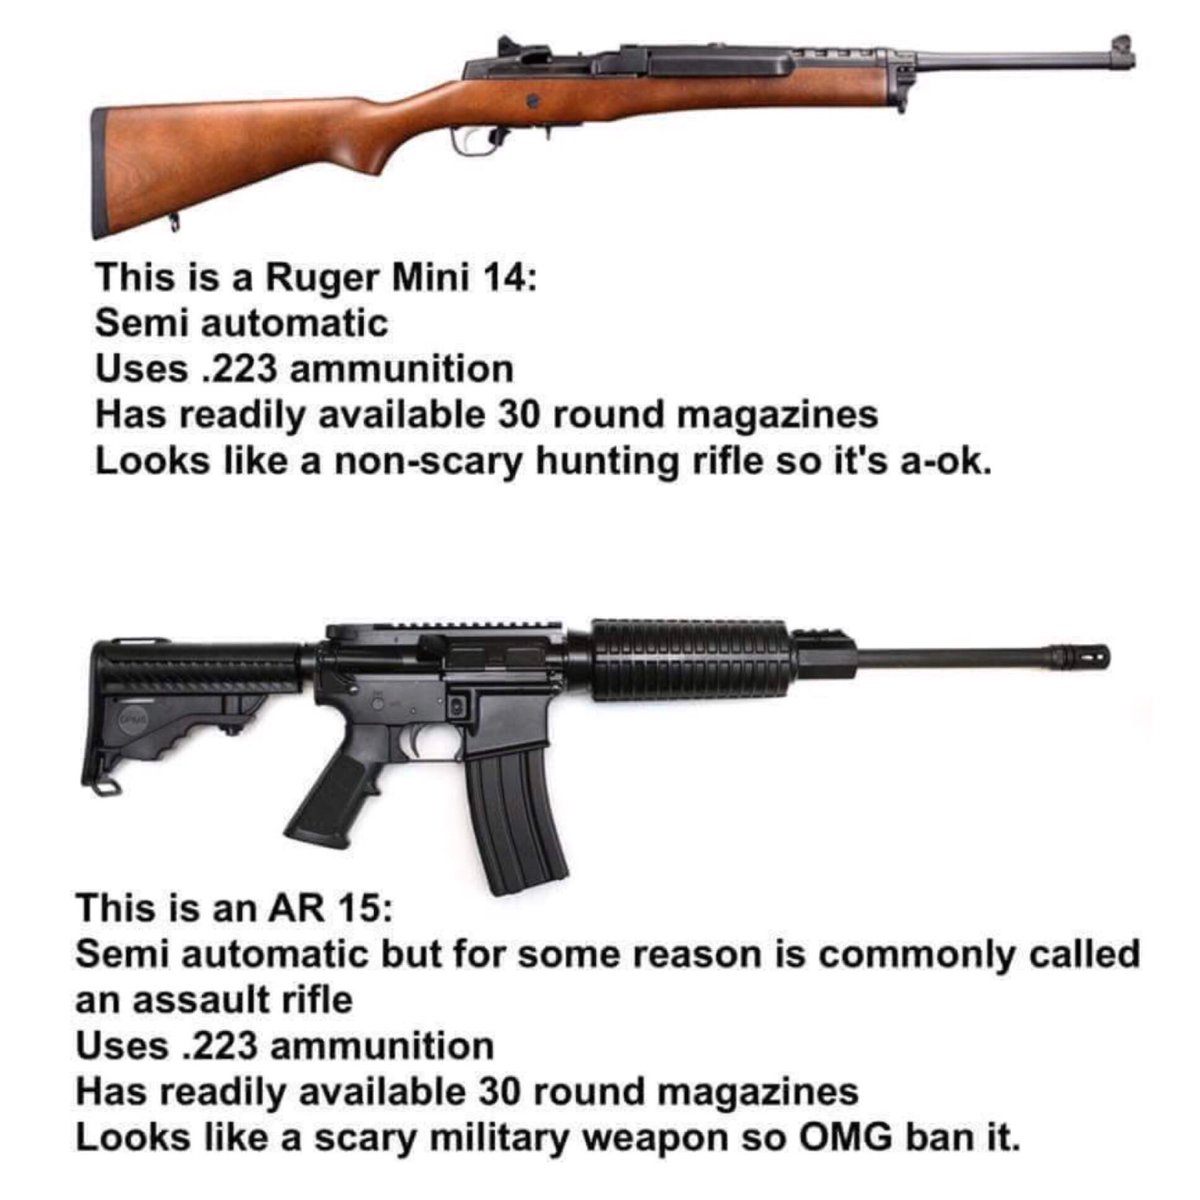 This is a Ruger Mini 14:
Semi automatic
Uses .223 ammunition
Has readily available 30 round magazines
Looks like a non-scary hunting rifle so it's a-ok.
DPMS
This is an AR 15:
Semi automatic but for some reason is commonly called
an assault rifle
Uses .223 ammunition
Has readily available 30 round magazines
Looks like a scary military weapon so OMG ban it.